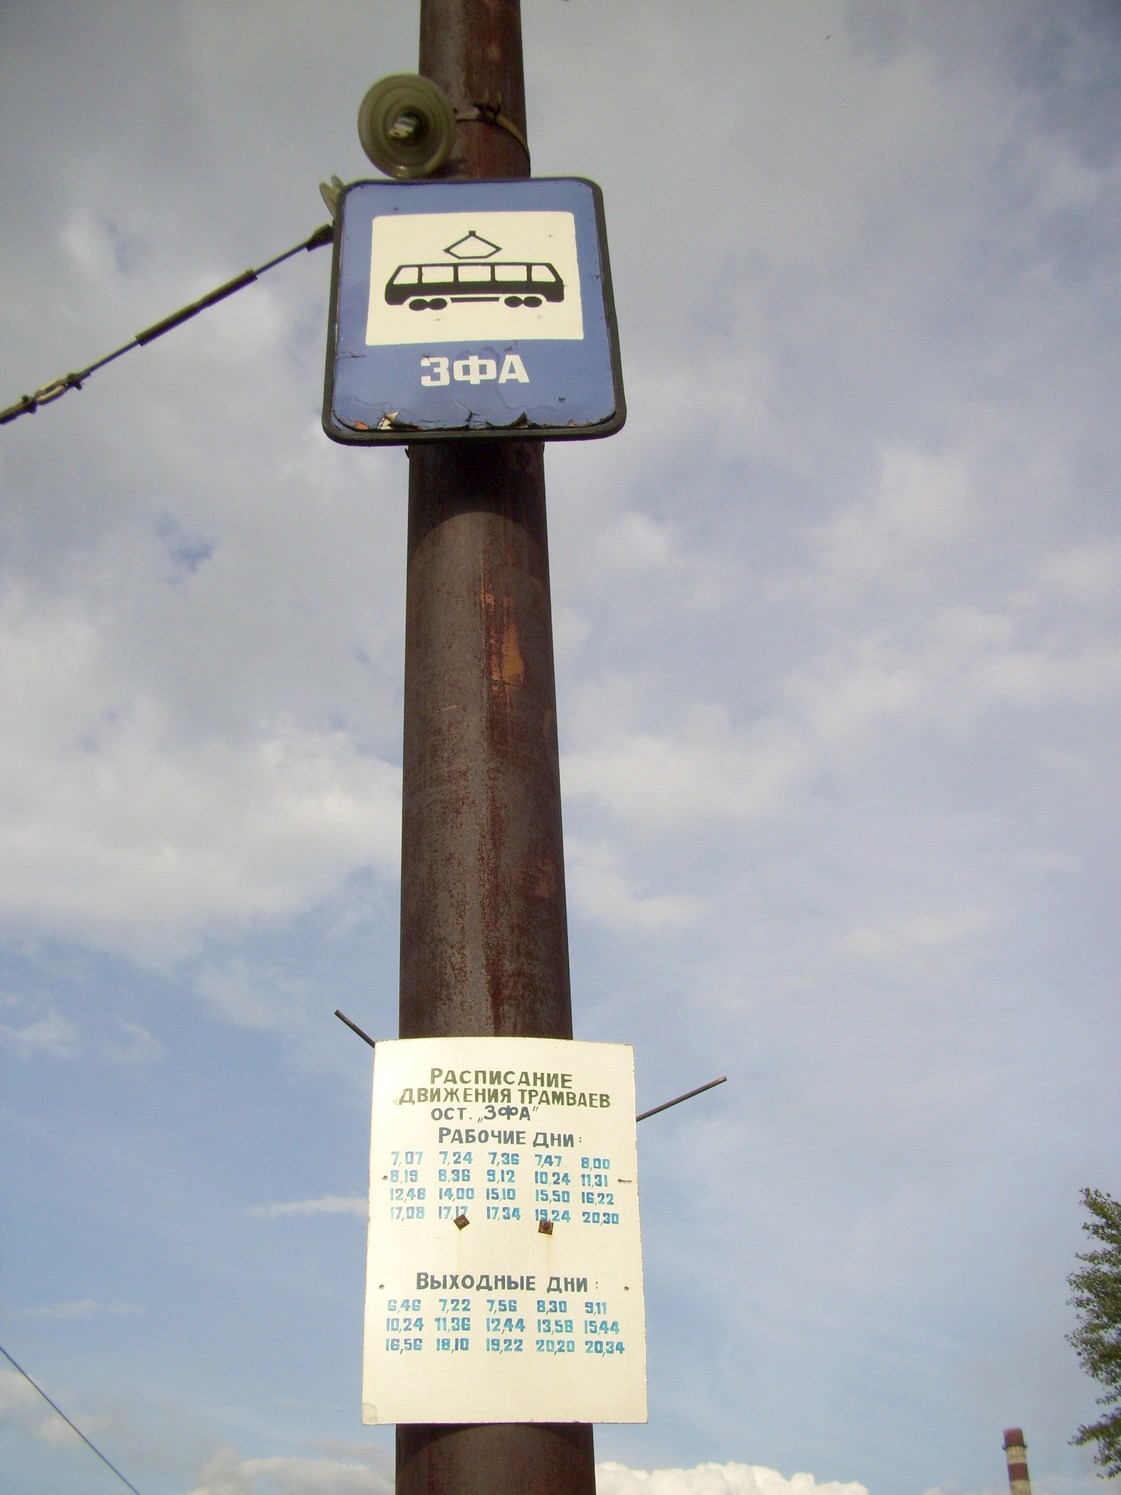 ЗФА
РАСПИСАНИЕ
ДВИЖЕНИЯ ТРАМВАЕВ
ОСТ. „ЗФА"
РАБОЧИЕ ДНИ:
7,07 7,24 7,36 7,47 8,00
8,19 8,36 9,12 10,24 11,31
12,48 14,00 15,10 15,50 16,22
17,08 17,17 17,34 19,24 20,30
ВЫХОДНЫЕ ДНИ:
6,46 7,22 7,56 8,30 9,11
10,24 11,36 12,44 13,58 15,44
16,56 18,10 19,22 20,20 20,34